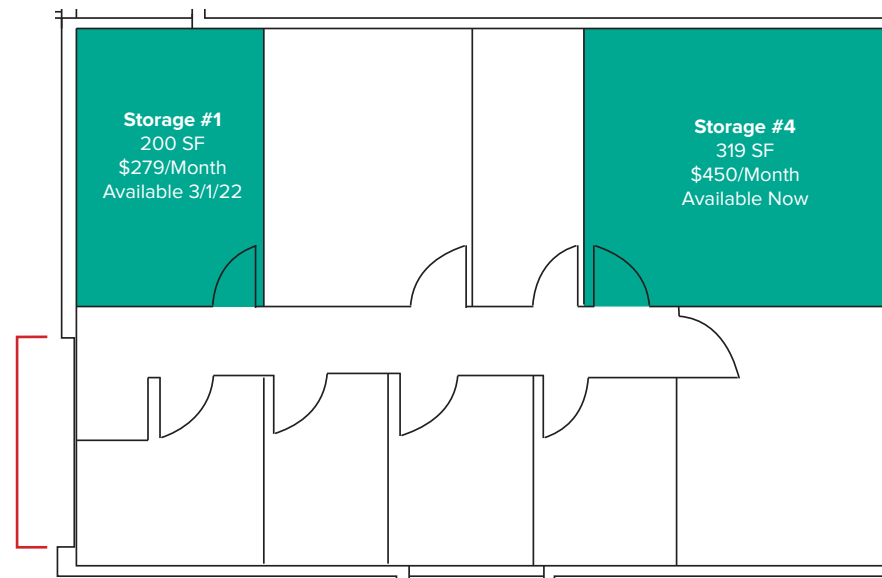 Storage #1
200 SF
$279/Month
Available 3/1/22
Storage #4
319 SF
$450/Month
Available Now